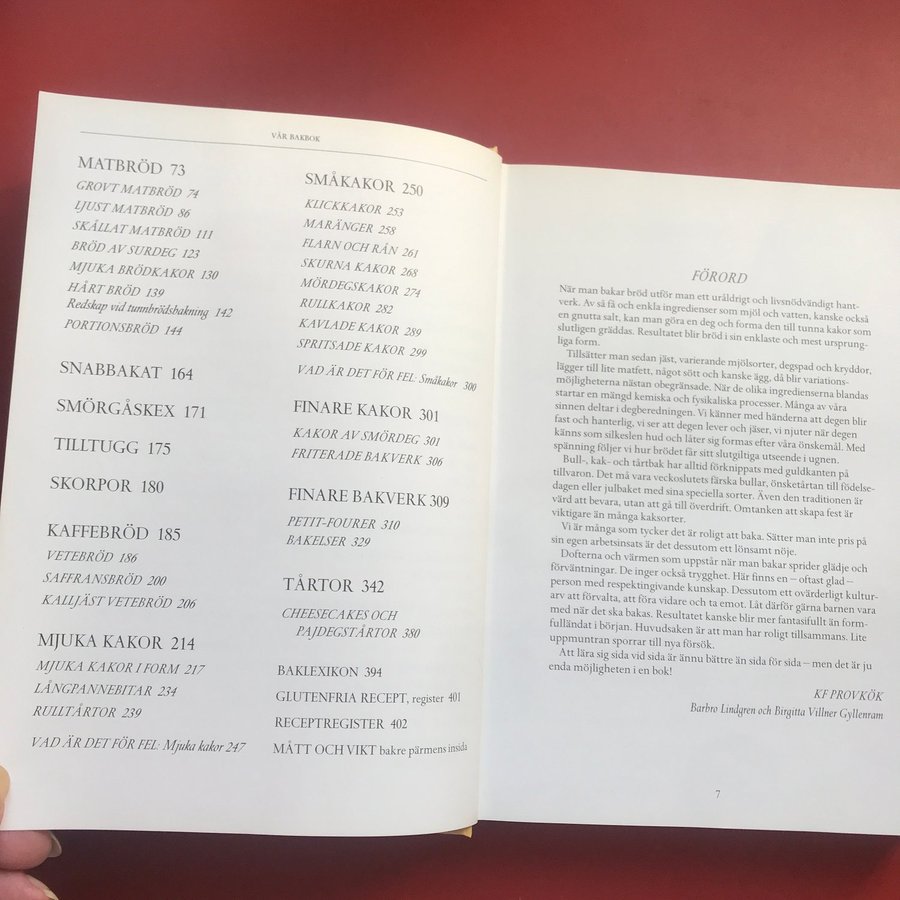 VÅR BAKBOK
MATBRÖD 73
GROVT MATBRÖD 74
LJUST MATBRÖD 86
SKÅLLAT MATBRÖD 111
BRÖD AV SURDEG 123
MJUKA BRÖDKAKOR 130
HÅRT BRÖD 139
Redskap vid tunnbrödsbakning 142
PORTIONSBRÖD 144
SNABBAKAT 164
SMÖRGÅSKEX 171
TILLTUGG 175
SKORPOR 180
KAFFEBRÖD 185
VETEBRÖD 186
SAFFRANSBRÖD 200
KALLJÄST VETEBRÖD 206
MJUKA KAKOR 214
MJUKA KAKOR I FORM 217
LÅNGPANNEBITAR 234
RULLTÅRTOR 239
VAD ÄR DET FÖR FEL: Mjuka kakor 247
SMÅKAKOR 250
KLICKKAKOR 253
MARÄNGER 258
FLARN OCH RÅN 261
SKURNA KAKOR 268
MÖRDEGSKAKOR 274
RULLKAKOR 282
KAVLADE KAKOR 289
SPRITSADE KAKOR 299
VAD ÄR DET FÖR FEL: Småkakor 300
FINARE KAKOR 301
KAKOR AV SMÖRDEG 301
FRITERADE BAKVERK 306
FINARE BAKVERK 309
PETIT-FOURER 310
BAKELSER 329
TÅRTOR 342
CHEESECAKES OCH
PAJDEGSTÅRTOR 380
BAKLEXIKON 394
GLUTENFRIA RECEPT, register 401
RECEPTREGISTER 402
MÅTT OCH VIKT bakre pärmens insida
FÖRORD
När man bakar bröd utför man ett uråldrigt och livsnödvändigt hant-
verk. Av så få och enkla ingredienser som mjöl och vatten, kanske också
en gnutta salt, kan man göra en deg och forma den till tunna kakor som
slutligen gräddas. Resultatet blir bröd i sin enklaste och mest ursprung-
liga form.
Tillsätter man sedan jäst, varierande mjölsorter, degspad och kryddor,
lägger till lite matfett, något sött och kanske ägg, då blir variations-
möjligheterna nästan obegränsade. När de olika ingredienserna blandas
startar en mängd kemiska och fysikaliska processer. Många av våra
sinnen deltar i degberedningen. Vi känner med händerna att degen blir
fast och hanterlig, vi ser att degen lever och jäser, vi njuter när degen
känns som silkeslen hud och låter sig formas efter våra önskemål. Med
spänning följer vi hur brödet får sitt slutgiltiga utseende i ugnen.
Bull-, kak- och tårtbak har alltid förknippats med guldkanten på
tillvaron. Det må vara veckoslutets färska bullar, önsketårtan till födelse-
dagen eller julbaket med sina speciella sorter. Även den traditionen är
värd att bevara, utan att gå till överdrift. Omtanken att skapa fest är
viktigare än många kaksorter.
Vi är många som tycker det är roligt att baka. Sätter man inte pris på
sin egen arbetsinsats är det dessutom ett lönsamt nöje.
Dofterna och värmen som uppstår när man bakar sprider glädje och
förväntningar. De inger också trygghet. Här finns en – oftast glad –
person med respektingivande kunskap. Dessutom ett ovärderligt kultur-
arv att förvalta, att föra vidare och ta emot. Låt därför gärna barnen vara
med när det ska bakas. Resultatet kanske blir mer fantasifullt än form-
fulländat i början. Huvudsaken är att man har roligt tillsammans. Lite
uppmuntran sporrar till nya försök.
Att lära sig sida vid sida är ännu bättre än sida för sida – men det är ju
enda möjligheten i en bok!
KF PROVKÖK
Barbro Lindgren och Birgitta Villner Gyllenram
7